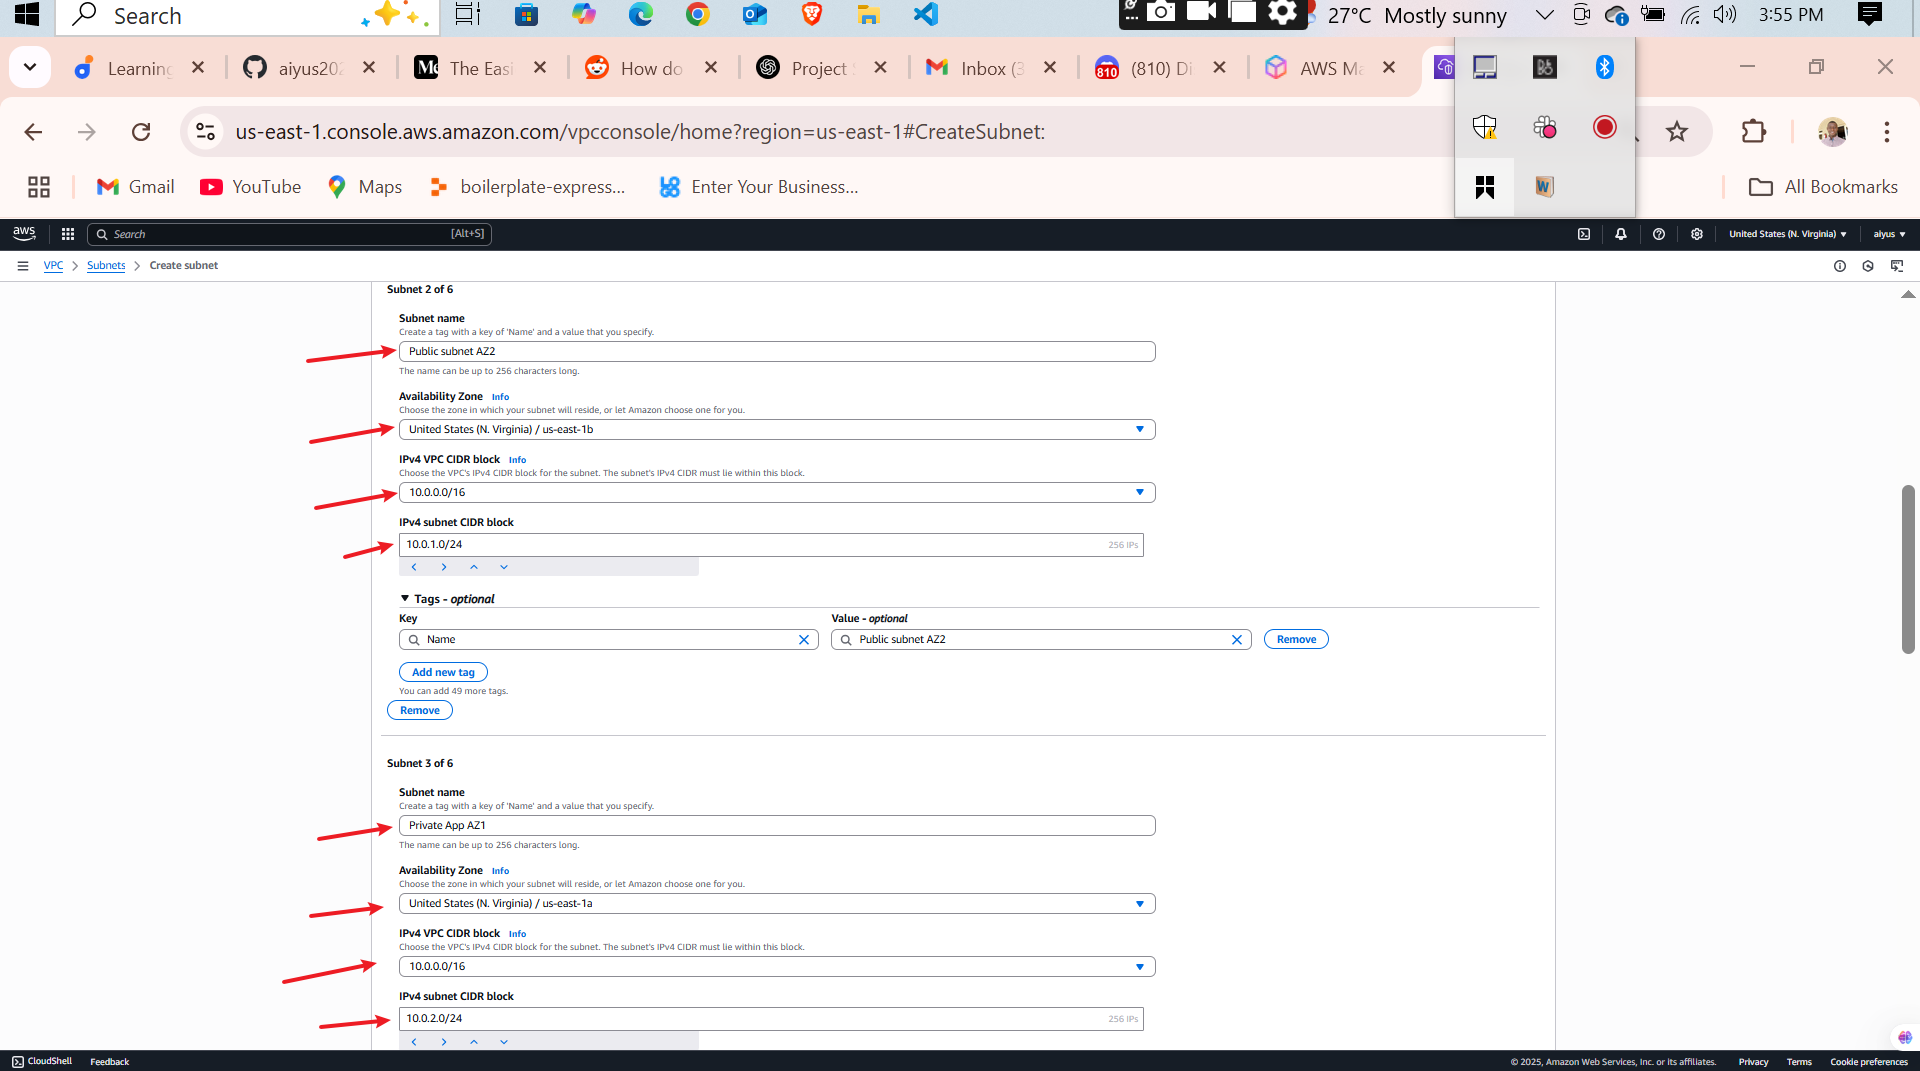 Search
27°C Mostly sunny
3:55 PM
Learning
aiyus202
Me The Easi
How do
Project
Inbox (3
810 (810) Di
AWS Ma
us-east-1.console.aws.amazon.com/vpcconsole/home?region=us-east-1#CreateSubnet:
Gmail
YouTube
Maps
boilerplate-express...
Enter Your Business...
All Bookmarks
aws
Search
[Alt+S]
United States (N. Virginia)
aiyus
VPC
Subnets
Create subnet
Subnet 2 of 6
Subnet name
Create a tag with a key of 'Name' and a value that you specify.
Public subnet AZ2
The name can be up to 256 characters long.
Availability Zone Info
Choose the zone in which your subnet will reside, or let Amazon choose one for you.
United States (N. Virginia) / us-east-1b
IPv4 VPC CIDR block Info
Choose the VPC's IPv4 CIDR block for the subnet. The subnet's IPv4 CIDR must lie within this block.
10.0.0.0/16
IPv4 subnet CIDR block
10.0.1.0/24
256 IPs
Tags - optional
Key
Value - optional
Name
Public subnet AZ2
Remove
Add new tag
You can add 49 more tags.
Remove
Subnet 3 of 6
Subnet name
Create a tag with a key of 'Name' and a value that you specify.
Private App AZ1
The name can be up to 256 characters long.
Availability Zone Info
Choose the zone in which your subnet will reside, or let Amazon choose one for you.
United States (N. Virginia) / us-east-1a
IPv4 VPC CIDR block Info
Choose the VPC's IPv4 CIDR block for the subnet. The subnet's IPv4 CIDR must lie within this block.
10.0.0.0/16
IPv4 subnet CIDR block
10.0.2.0/24
256 IPs
CloudShell
Feedback
© 2025, Amazon Web Services, Inc. or its affiliates.
Privacy
Terms
Cookie preferences